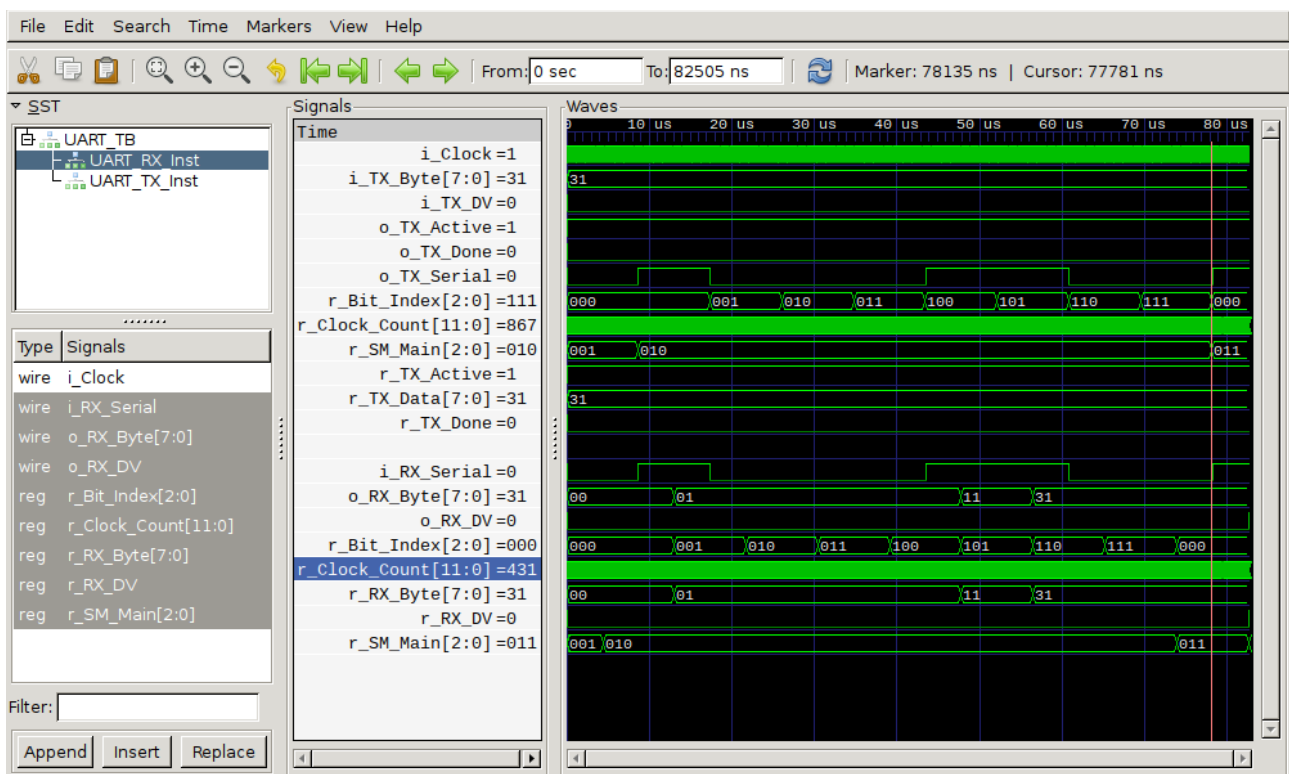 File Edit Search Time Markers View Help
From: 0 sec To: 82505 ns Marker: 78135 ns | Cursor: 77781 ns
SST
UART_TB
UART_RX_Inst
UART_TX_Inst
Type Signals
wire i_Clock
wire i_RX_Serial
wire o_RX_Byte[7:0]
wire o_RX_DV
reg r_Bit_Index[2:0]
reg r_Clock_Count[11:0]
reg r_RX_Byte[7:0]
reg r_RX_DV
reg r_SM_Main[2:0]
Filter:
Append Insert Replace
Signals
Time
i_Clock =1
i_TX_Byte[7:0] =31
i_TX_DV =0
o_TX_Active =1
o_TX_Done =0
o_TX_Serial =0
r_Bit_Index[2:0] =111
r_Clock_Count[11:0] =867
r_SM_Main[2:0] =010
r_TX_Active =1
r_TX_Data[7:0] =31
r_TX_Done =0
i_RX_Serial =0
o_RX_Byte[7:0] =31
o_RX_DV =0
r_Bit_Index[2:0] =000
r_Clock_Count[11:0] =431
r_RX_Byte[7:0] =31
r_RX_DV =0
r_SM_Main[2:0] =011
Waves
10 us 20 us 30 us 40 us 50 us 60 us 70 us 80 us
31
000 001 010 011 100 101 110 111 000
001 010 011
31
00 01 11 31
000 001 010 011 100 101 110 111 000
00 01 11 31
001 010 011